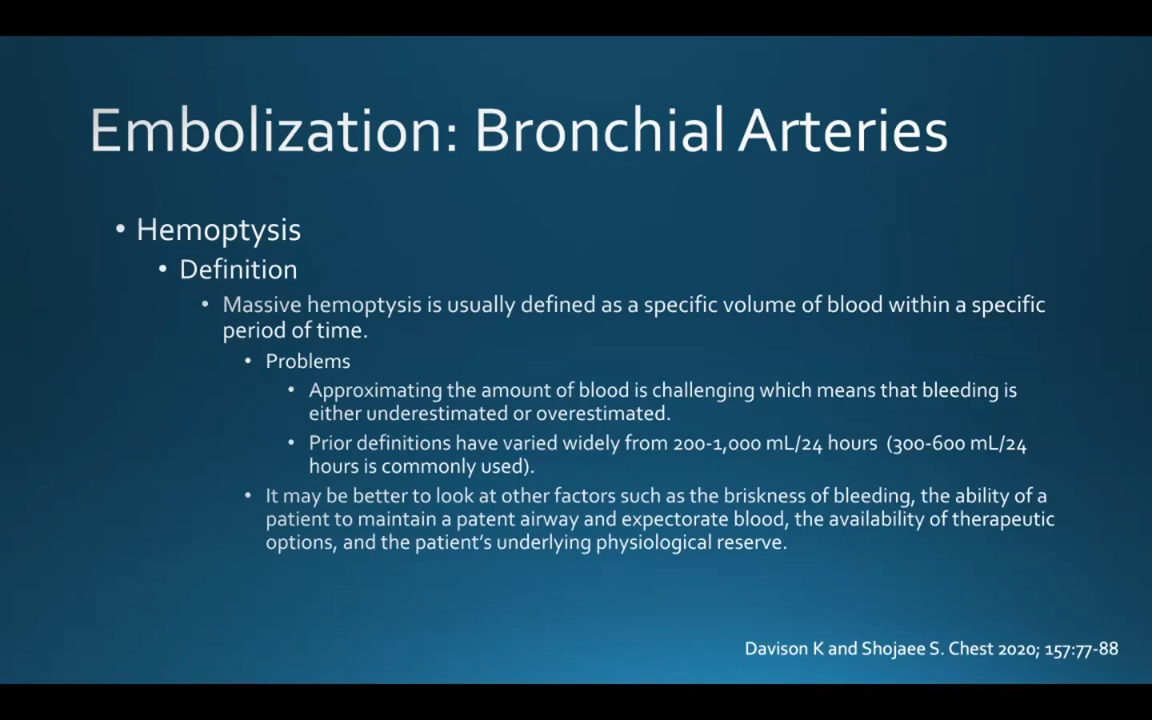 Embolization: Bronchial Arteries
• Hemoptysis
• Definition
• Massive hemoptysis is usually defined as a specific volume of blood within a specific
period of time.
• Problems
• Approximating the amount of blood is challenging which means that bleeding is
either underestimated or overestimated.
• Prior definitions have varied widely from 200-1,000 mL/24 hours (300-600 mL/24
hours is commonly used).
• It may be better to look at other factors such as the briskness of bleeding, the ability of a
patient to maintain a patent airway and expectorate blood, the availability of therapeutic
options, and the patient's underlying physiological reserve.
Davison K and Shojaee S. Chest 2020; 157:77-88